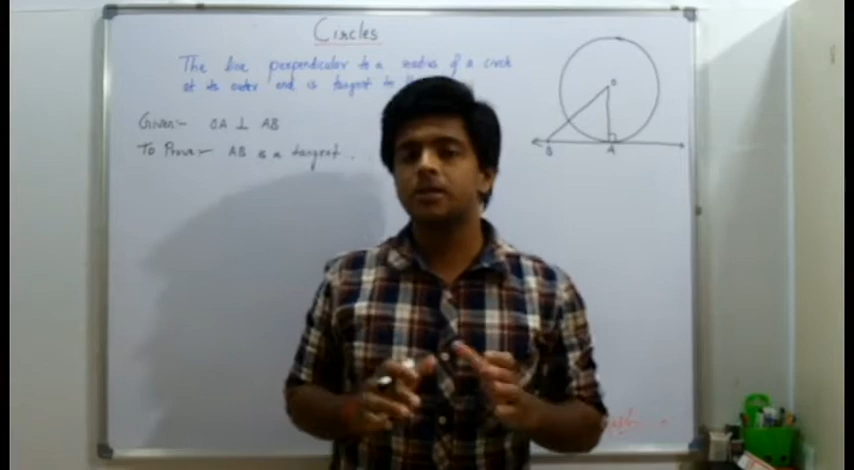 Circles
The line perpendicular to a radius of a circle
at its outer end is tangent to the
Given:- OA ⊥ AB
To Prove:- AB is a tangent.
O
B A